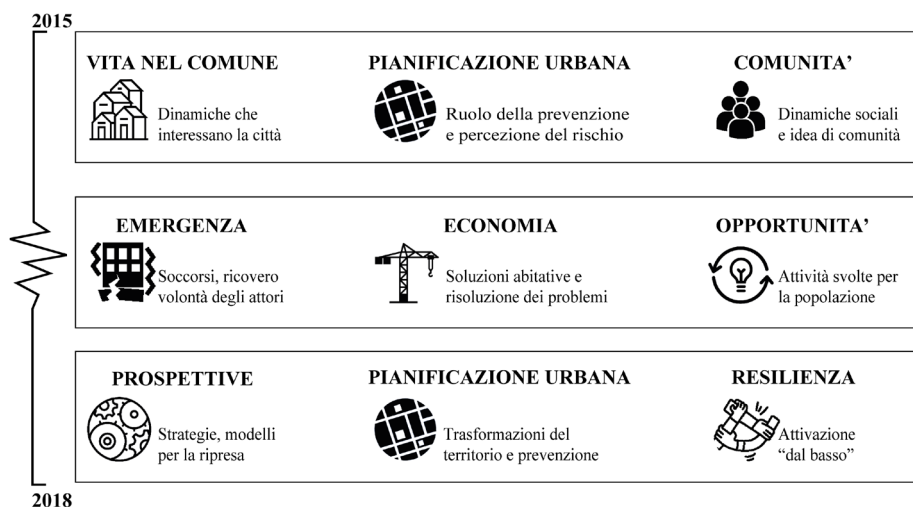 2015
VITA NEL COMUNE
Dinamiche che
interessano la città
PIANIFICAZIONE URBANA
Ruolo della prevenzione
e percezione del rischio
COMUNITA’
Dinamiche sociali
e idea di comunità
EMERGENZA
Soccorsi, ricovero
volontà degli attori
ECONOMIA
Soluzioni abitative e
risoluzione dei problemi
OPPORTUNITA’
Attività svolte per
la popolazione
PROSPETTIVE
Strategie, modelli
per la ripresa
PIANIFICAZIONE URBANA
Trasformazioni del
territorio e prevenzione
RESILIENZA
Attivazione
“dal basso”
2018